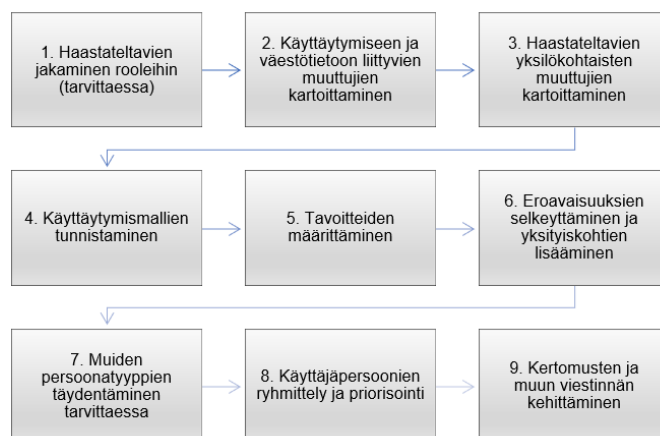 1. Haastateltavien
jakaminen rooleihin
(tarvittaessa)
2. Käyttäytymiseen ja
väestötietoon liittyvien
muuttujien
kartoittaminen
3. Haastateltavien
yksilökohtaisten
muuttujien
kartoittaminen
4. Käyttäytymismallien
tunnistaminen
5. Tavoitteiden
määrittäminen
6. Eroavaisuuksien
selkeyttäminen ja
yksityiskohtien
lisääminen
7. Muiden
persoonatyyppien
täydentäminen
tarvittaessa
8. Käyttäjäpersoonien
ryhmittely ja priorisointi
9. Kertomusten ja
muun viestinnän
kehittäminen